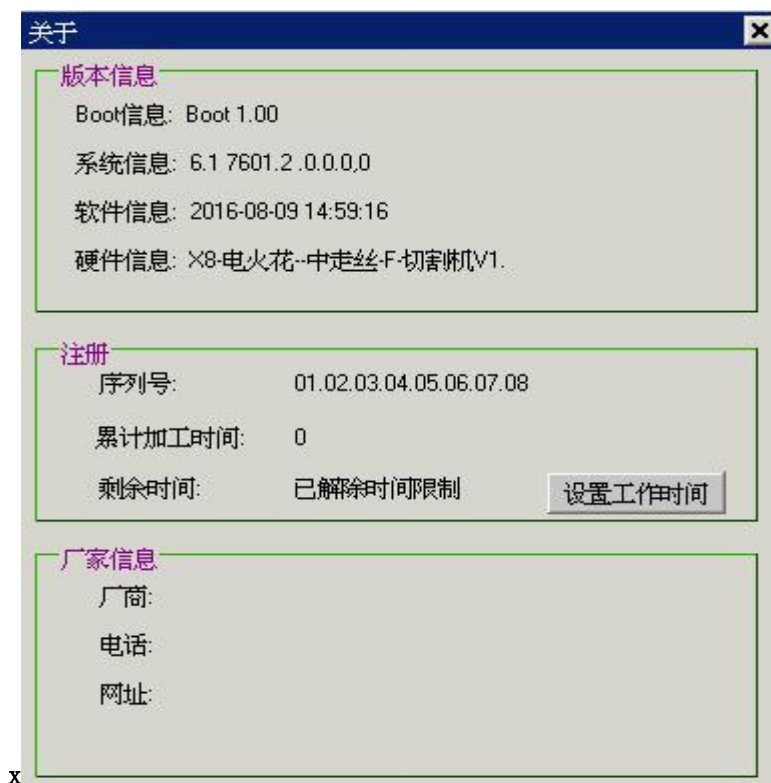 关于
版本信息
Boot信息: Boot 1.00
系统信息: 6.1 7601.2 .0.0.0,0
软件信息: 2016-08-09 14:59:16
硬件信息: X8-电火花--中走丝-F-切割机V1.
注册
序列号: 01.02.03.04.05.06.07.08
累计加工时间: 0
剩余时间: 已解除时间限制 设置工作时间
厂家信息
厂商:
电话:
网址:
x